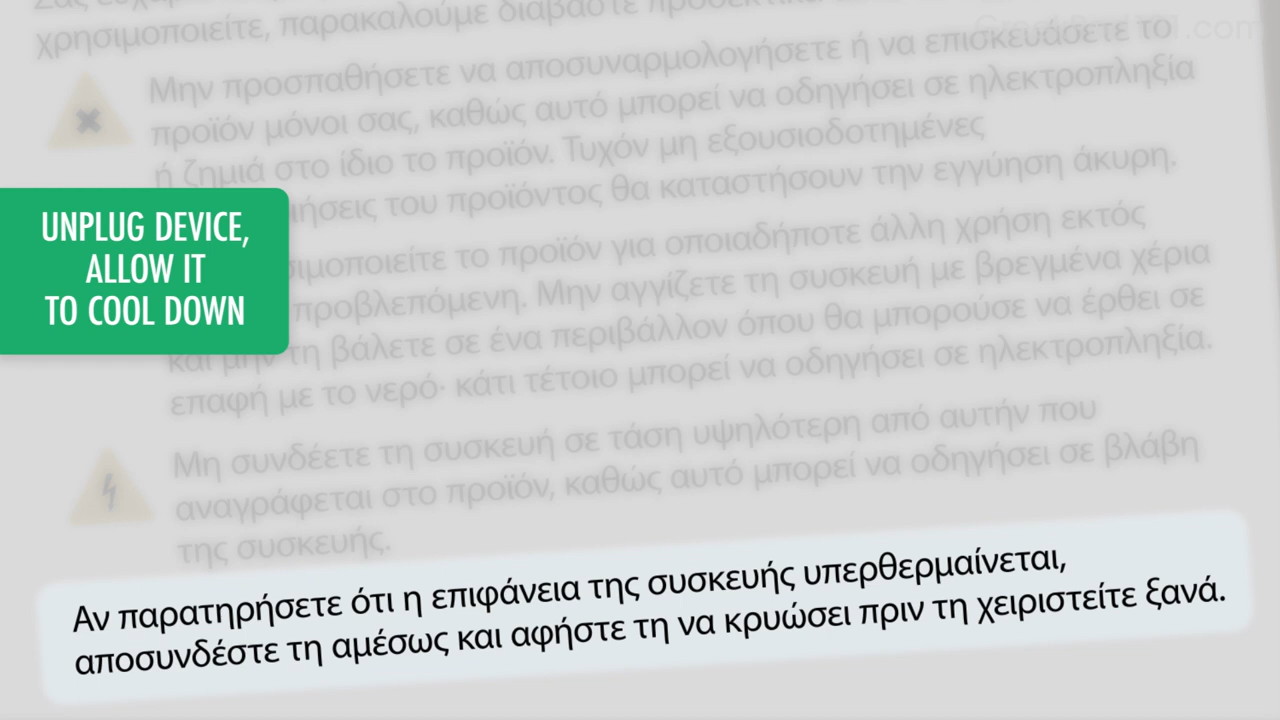 χρησιμοποιείτε, παρακαλούμε διαβάστε
Μην προσπαθήσετε να αποσυναρμολογήσετε ή να επισκευάσετε το
προϊόν μόνοι σας, καθώς αυτό μπορεί να οδηγήσει σε ηλεκτροπληξία
ή ζημιά στο ίδιο το προϊόν. Τυχόν μη εξουσιοδοτημένες
του προϊόντος θα καταστήσουν την εγγύηση άκυρη.
UNPLUG DEVICE,
ALLOW IT
TO COOL DOWN
το προϊόν για οποιαδήποτε άλλη χρήση εκτός
προβλεπόμενη. Μην αγγίζετε τη συσκευή με βρεγμένα χέρια
και μην τη βάλετε σε ένα περιβάλλον όπου θα μπορούσε να έρθει σε
επαφή με το νερό· κάτι τέτοιο μπορεί να οδηγήσει σε ηλεκτροπληξία.
Μη συνδέετε τη συσκευή σε τάση υψηλότερη από αυτήν που
αναγράφεται στο προϊόν, καθώς αυτό μπορεί να οδηγήσει σε βλάβη
της συσκευής.
Αν παρατηρήσετε ότι η επιφάνεια της συσκευής υπερθερμαίνεται,
αποσυνδέστε τη αμέσως και αφήστε τη να κρυώσει πριν τη χειριστείτε ξανά.